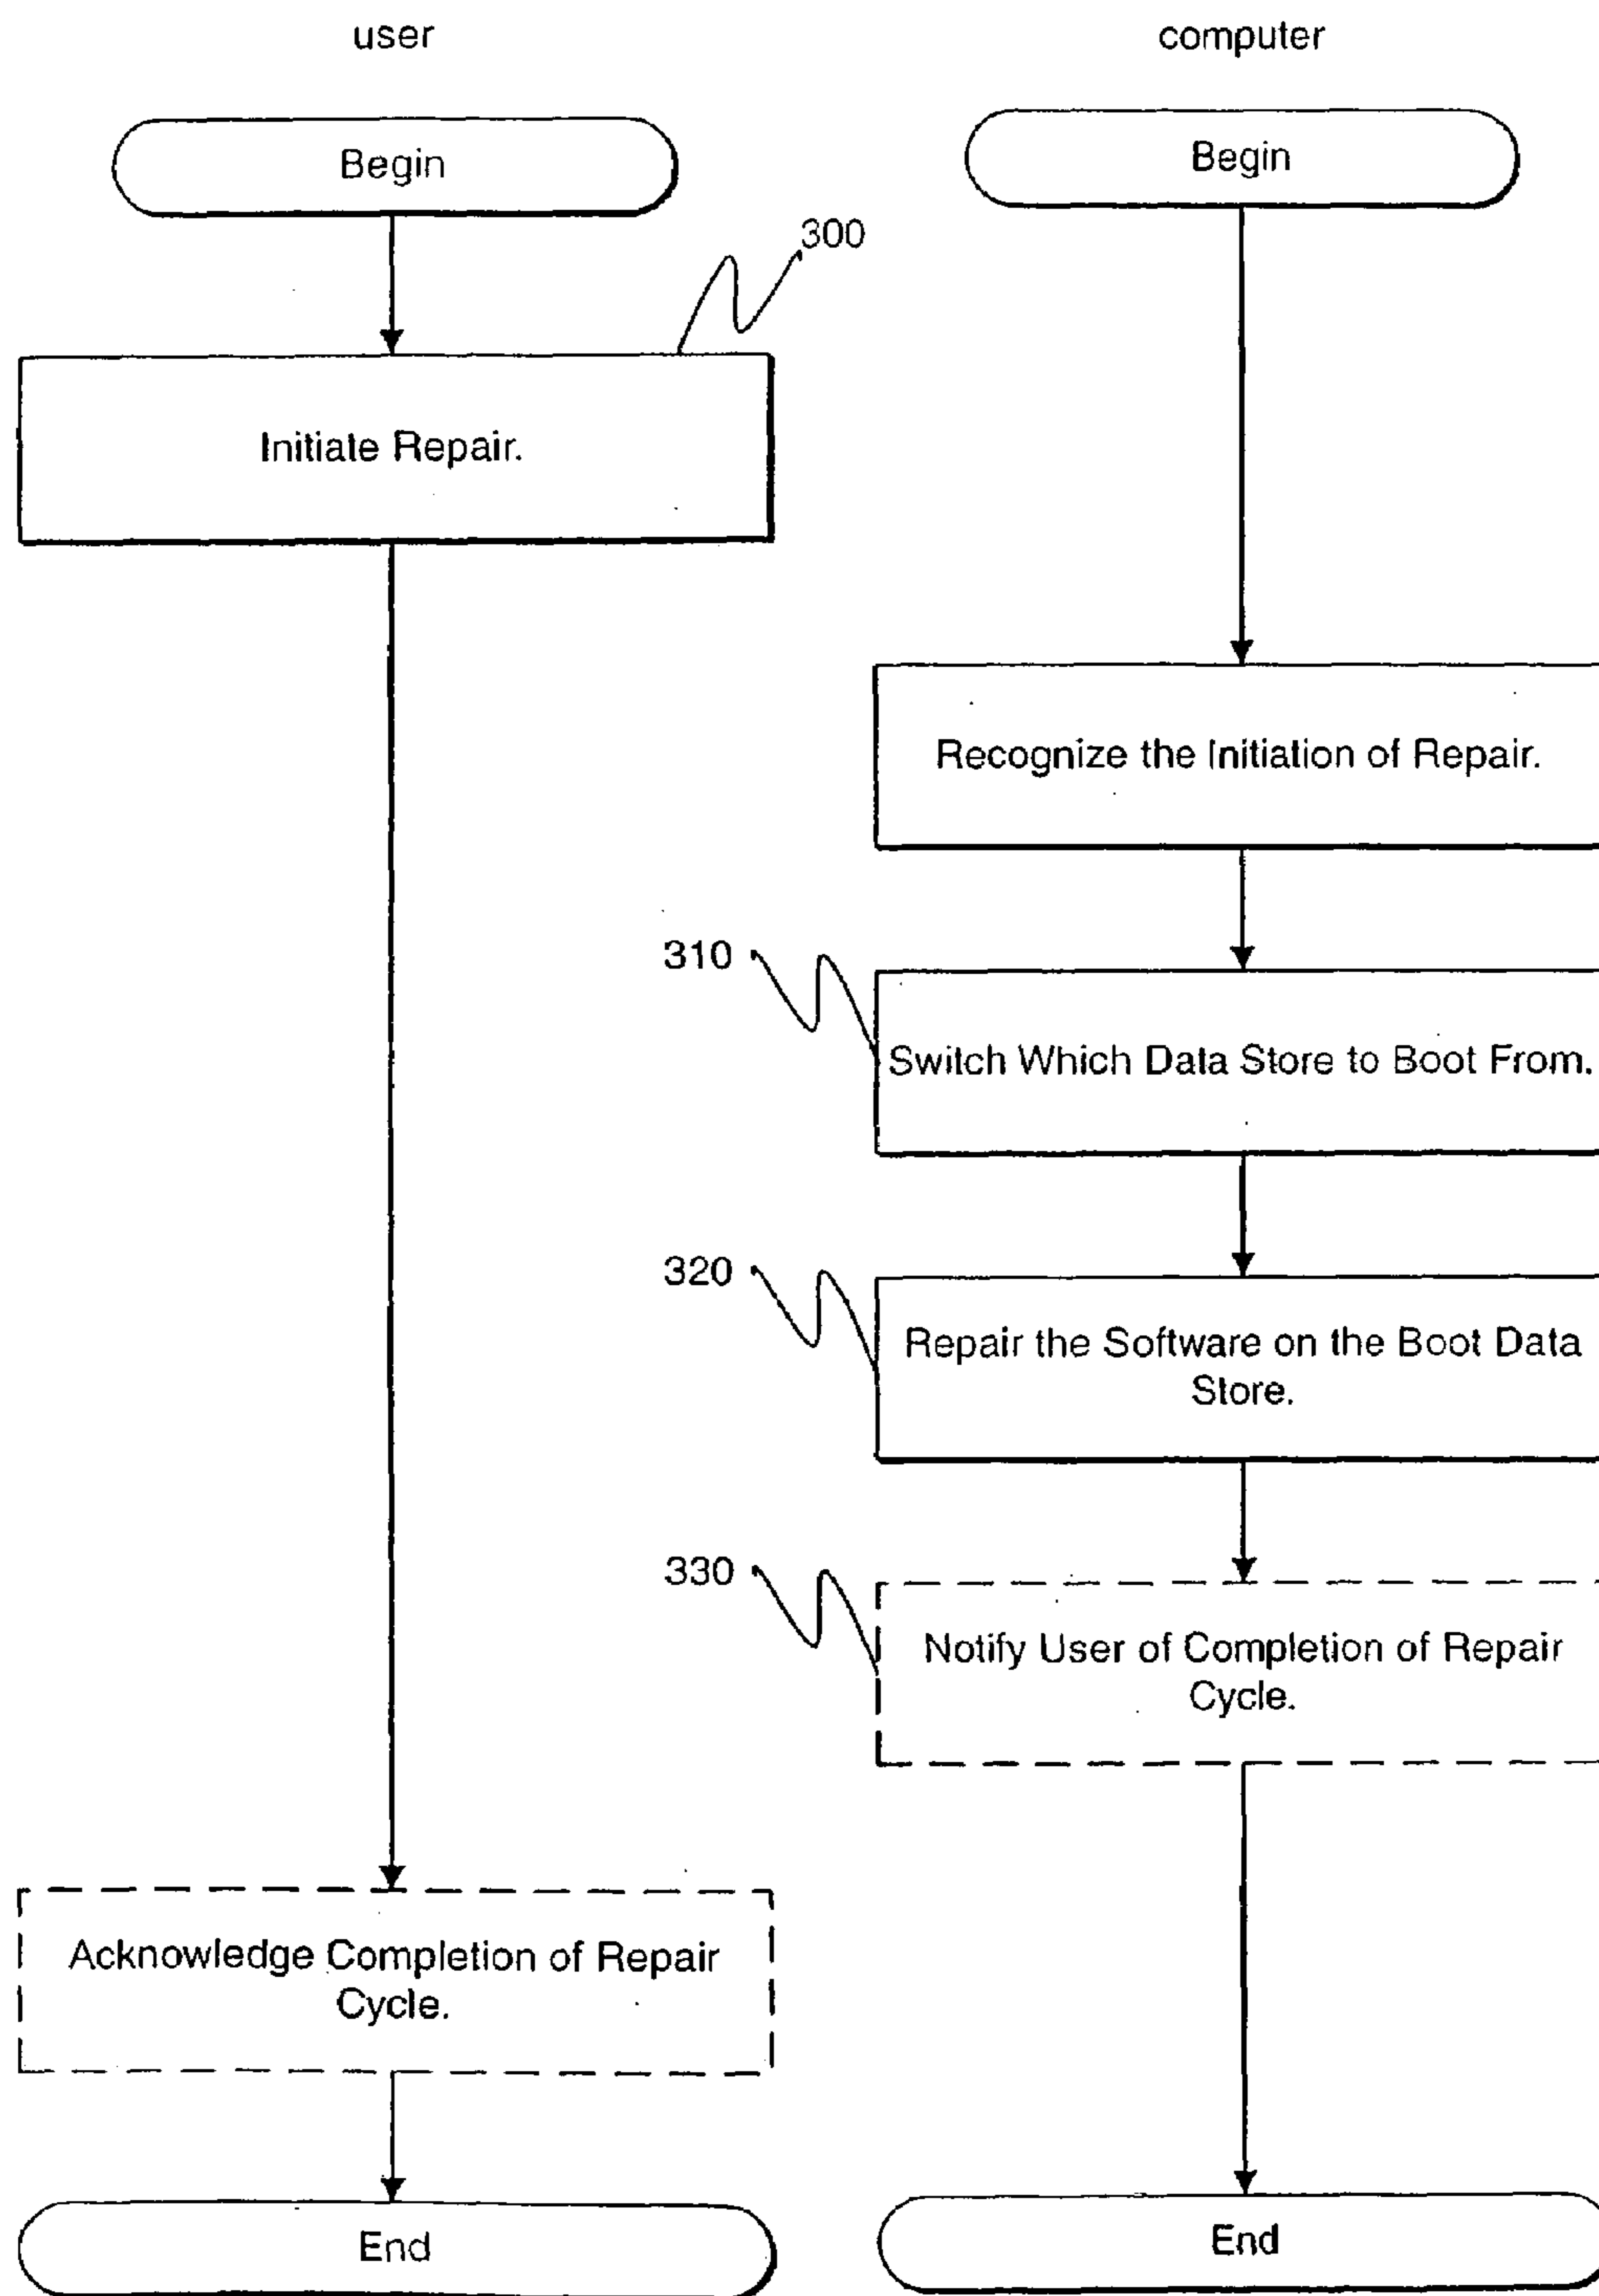 user
computer
Begin
Begin
300
Initiate Repair.
Recognize the Initiation of Repair.
310
Switch Which Data Store to Boot From.
320
Repair the Software on the Boot Data
Store.
330
Notify User of Completion of Repair
Cycle.
Acknowledge Completion of Repair
Cycle.
End
End